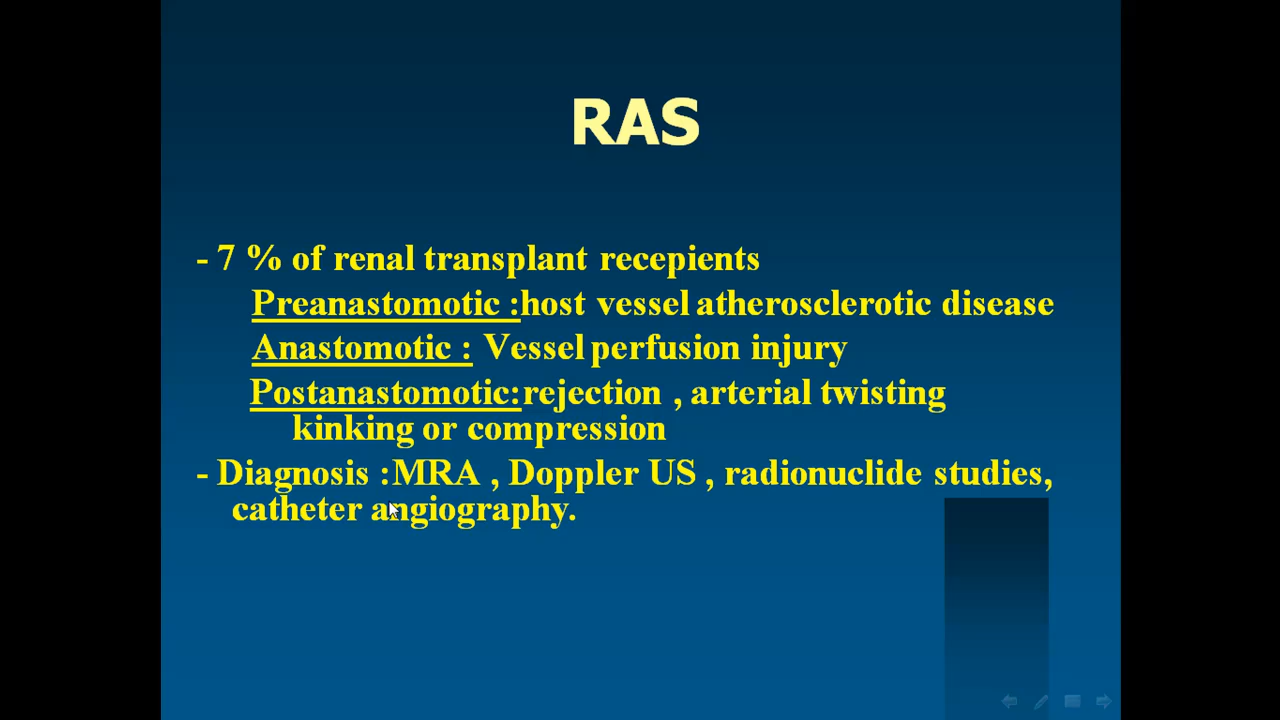 RAS
- 7 % of renal transplant recepients
Preanastomotic :host vessel atherosclerotic disease
Anastomotic : Vessel perfusion injury
Postanastomotic:rejection , arterial twisting
kinking or compression
- Diagnosis :MRA , Doppler US , radionuclide studies,
catheter angiography.